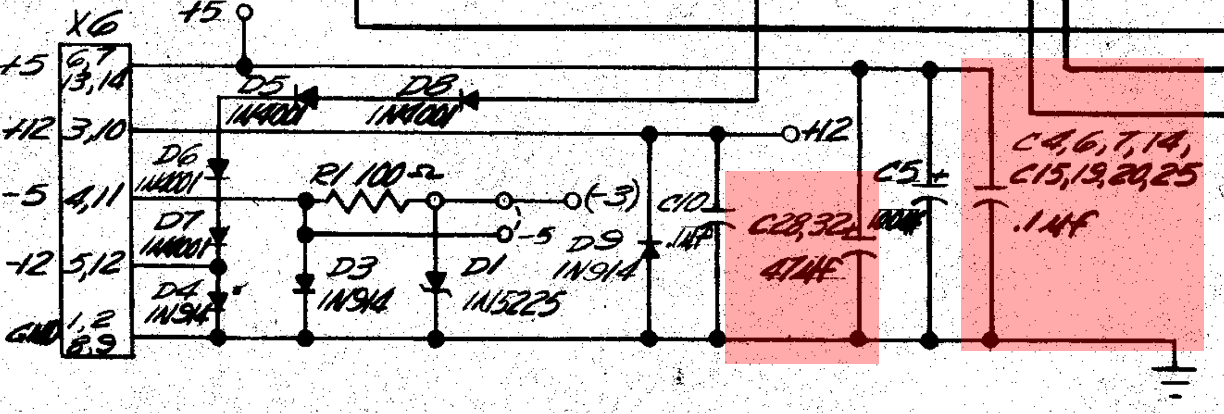 X6
+5
+5
6,7
13,14
D5
1N4001
D8
1N4001
+12
3,10
+12
D6
1N4001
-5
4,11
R1 100Ω
(-3)
-5
D7
1N4001
-12
5,12
D4
1N914
D3
1N914
D1
1N5225
D9
1N914
C10
.1µF
C28,32
47µF
+
C5
+
100µF
C4,6,7,14,
C15,19,20,25
.1µF
GND
1,2
8,9